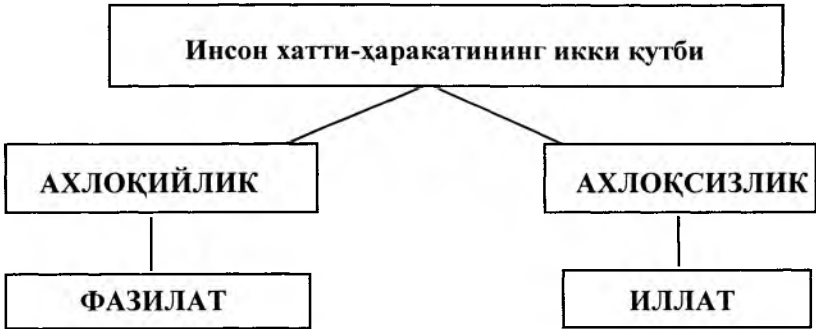 Инсон хатти-ҳаракатининг икки қутби
АХЛОҚИЙЛИК
АХЛОҚСИЗЛИК
ФАЗИЛАТ
ИЛЛАТ